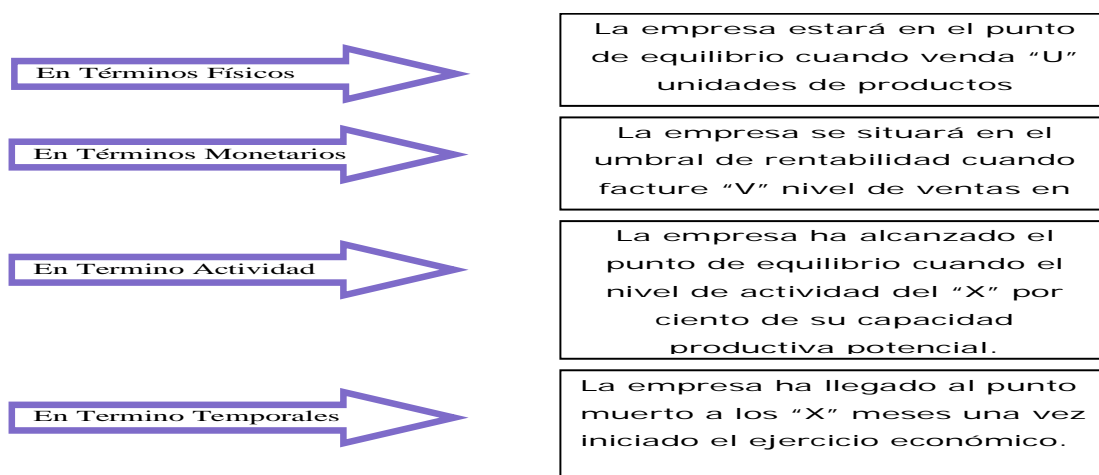 En Términos Físicos
La empresa estará en el punto
de equilibrio cuando venda “U”
unidades de productos
En Términos Monetarios
La empresa se situará en el
umbral de rentabilidad cuando
facture “V” nivel de ventas en
En Termino Actividad
La empresa ha alcanzado el
punto de equilibrio cuando el
nivel de actividad del “X” por
ciento de su capacidad
productiva potencial.
En Termino Temporales
La empresa ha llegado al punto
muerto a los “X” meses una vez
iniciado el ejercicio económico.